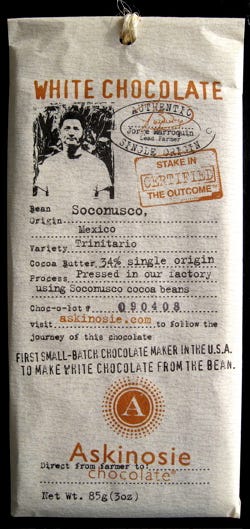 WHITE CHOCOLATE
AUTHENTIC
Jorge Marroquin
Lead Farmer
SINGLE ORIGIN
STAKE IN
CERTIFIED
THE OUTCOME™
Bean
Origin Soconusco,
Mexico
Variety Trinitario
Cocoa Butter 34% single origin
Process Pressed in our factory
using Soconusco cocoa beans
Choc-o-lot# 090408
visit askinosie.com to follow the
journey of this chocolate
FIRST SMALL-BATCH CHOCOLATE MAKER IN THE U.S.A.
TO MAKE WHITE CHOCOLATE FROM THE BEAN.
A
Askinosie
chocolate®
Direct from farmer to
Net Wt. 85g (3oz)